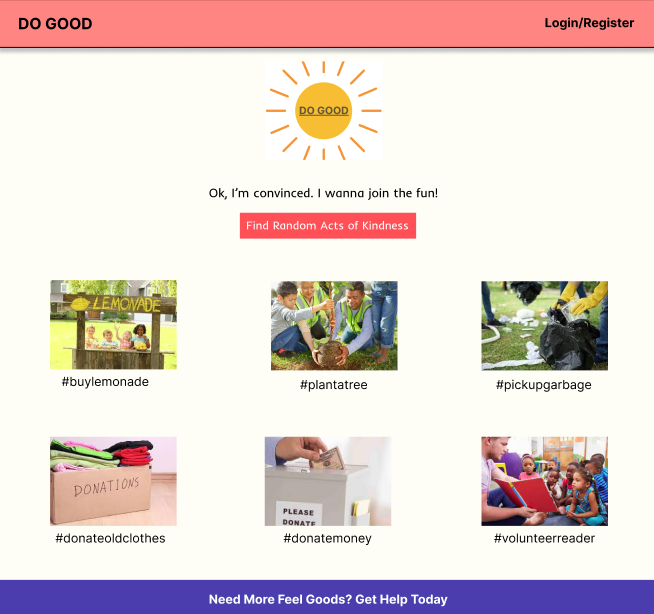 DO GOOD
Login/Register
DO GOOD
Ok, I'm convinced. I wanna join the fun!
Find Random Acts of Kindness
LEMONADE
#buylemonade
#plantatree
#pickupgarbage
DONATIONS
PLEASE
DONATE
#donateoldclothes
#donatemoney
#volunteerreader
Need More Feel Goods? Get Help Today